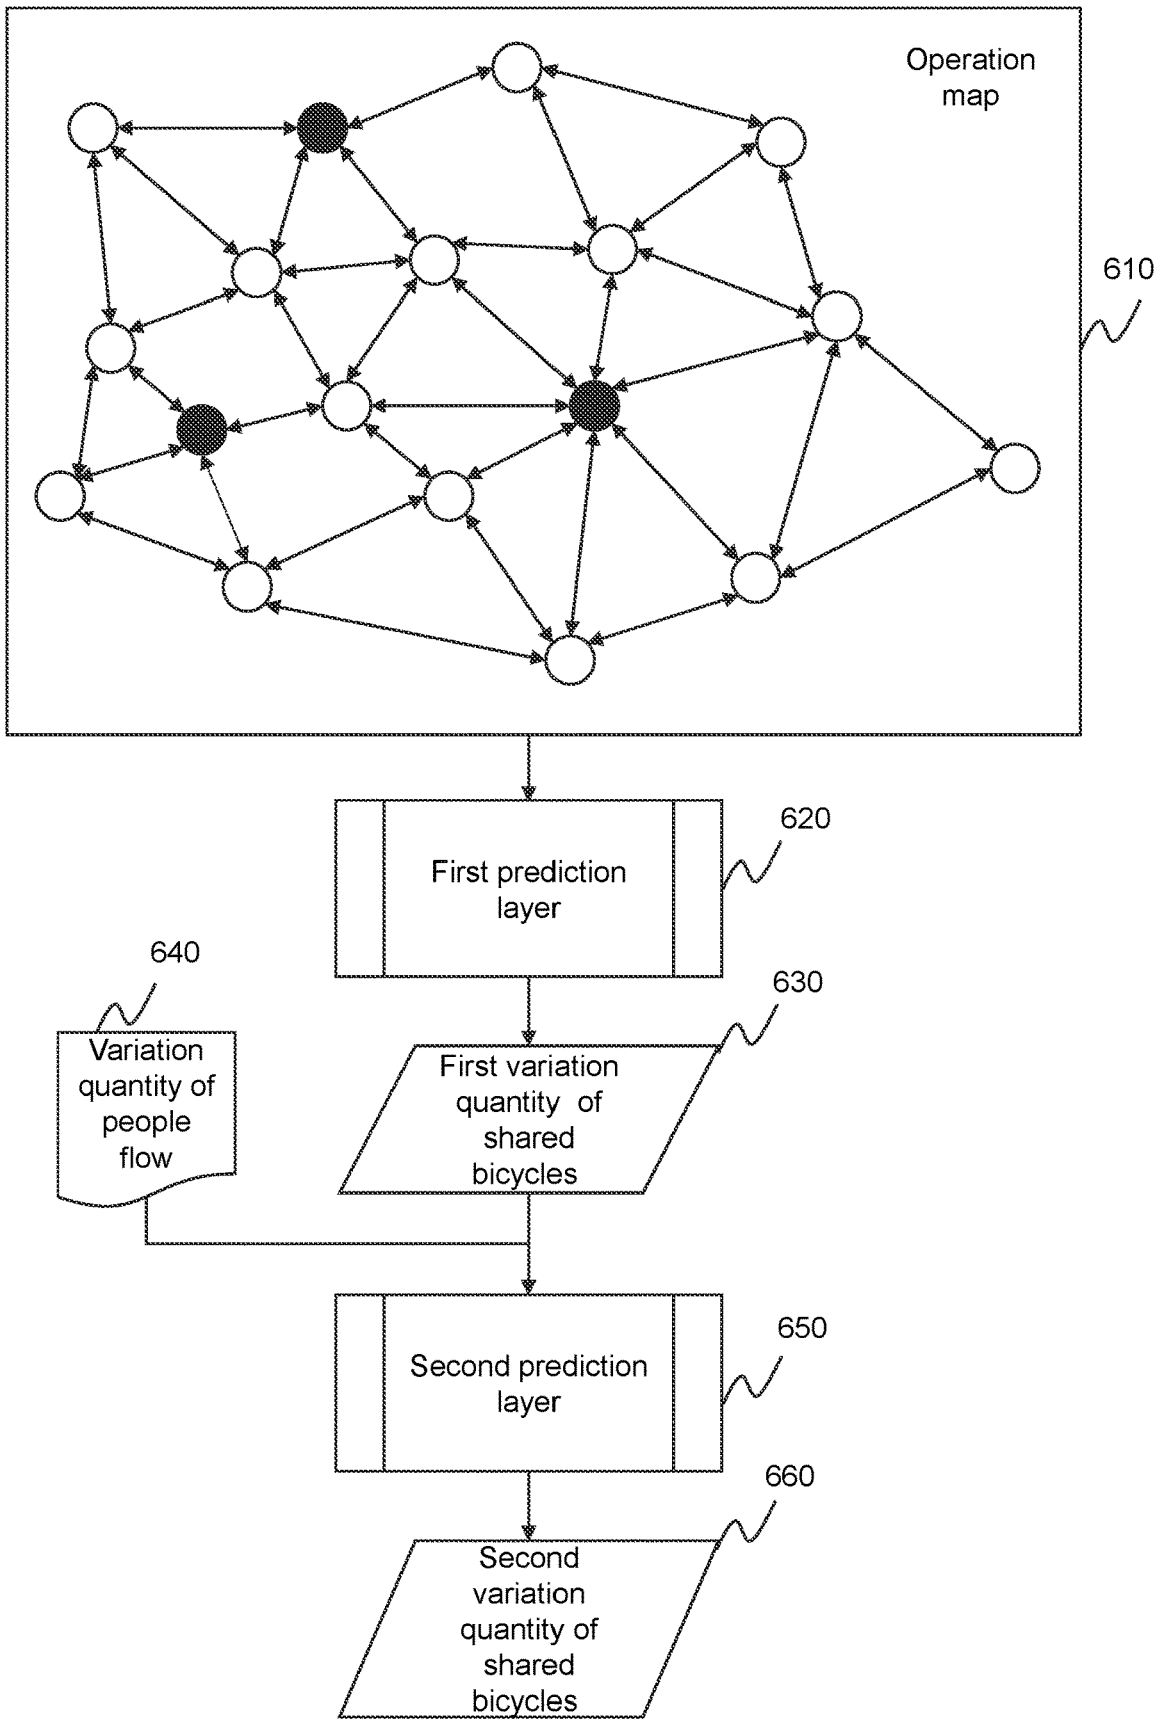 Operation
map
610
620
First prediction
layer
640
630
Variation
quantity of
people
flow
First variation
quantity of
shared
bicycles
650
Second prediction
layer
660
Second
variation
quantity of
shared
bicycles